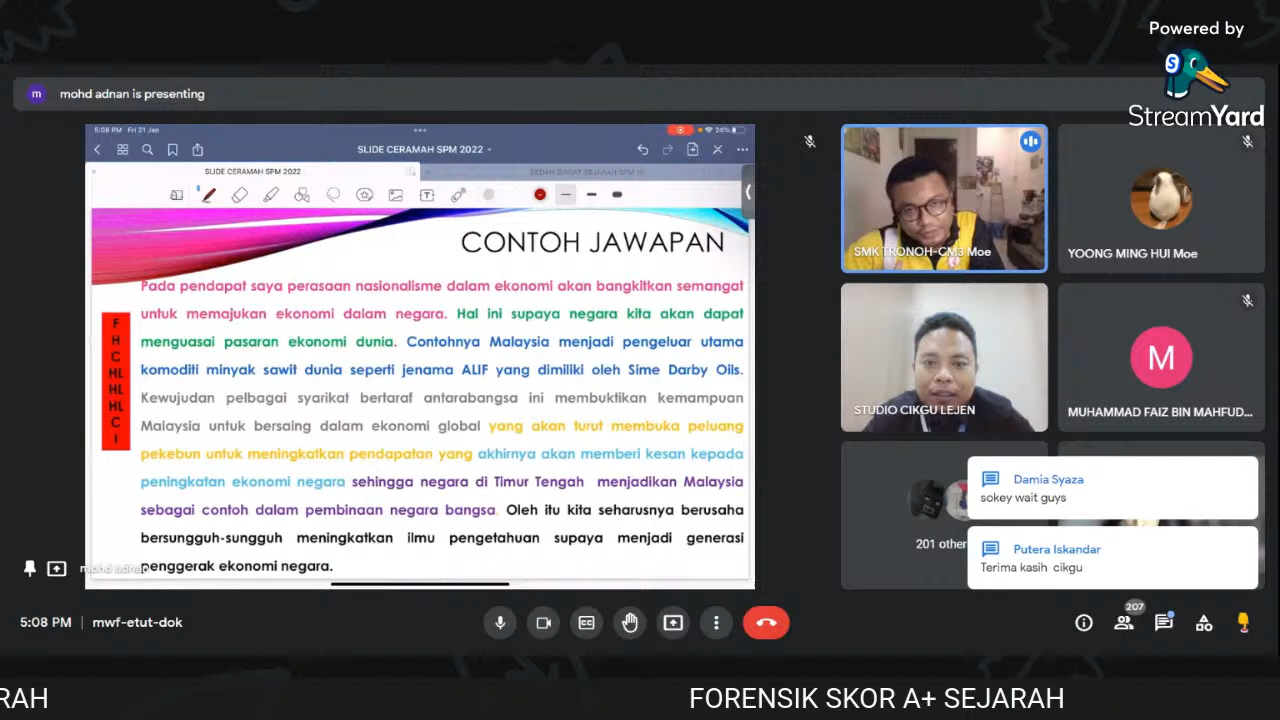 Powered by
StreamYard
m mohd adnan is presenting
5:08 PM Fri 21 Jan
24%
SLIDE CERAMAH SPM 2022
SLIDE CERAMAH SPM 2022
CONTOH JAWAPAN
Pada pendapat saya perasaan nasionalisme dalam ekonomi akan bangkitkan semangat
untuk memajukan ekonomi dalam negara. Hal ini supaya negara kita akan dapat
menguasai pasaran ekonomi dunia. Contohnya Malaysia menjadi pengeluar utama
komoditi minyak sawit dunia seperti jenama ALIF yang dimiliki oleh Sime Darby Oils.
Kewujudan pelbagai syarikat bertaraf antarabangsa ini membuktikan kemampuan
Malaysia untuk bersaing dalam ekonomi global yang akan turut membuka peluang
pekebun untuk meningkatkan pendapatan yang akhirnya akan memberi kesan kepada
peningkatan ekonomi negara sehingga negara di Timur Tengah menjadikan Malaysia
sebagai contoh dalam pembinaan negara bangsa. Oleh itu kita seharusnya berusaha
bersungguh-sungguh meningkatkan ilmu pengetahuan supaya menjadi generasi
penggerak ekonomi negara.
F
H
C
HL
HL
HL
C
I
mohd adnan
SMK TRONOH-CM3 Moe
YOONG MING HUI Moe
STUDIO CIKGU LEJEN
M
MUHAMMAD FAIZ BIN MAHFUD...
201 other
Damia Syaza
sokey wait guys
Putera Iskandar
Terima kasih cikgu
5:08 PM | mwf-etut-dok
207
RAH
FORENSIK SKOR A+ SEJARAH